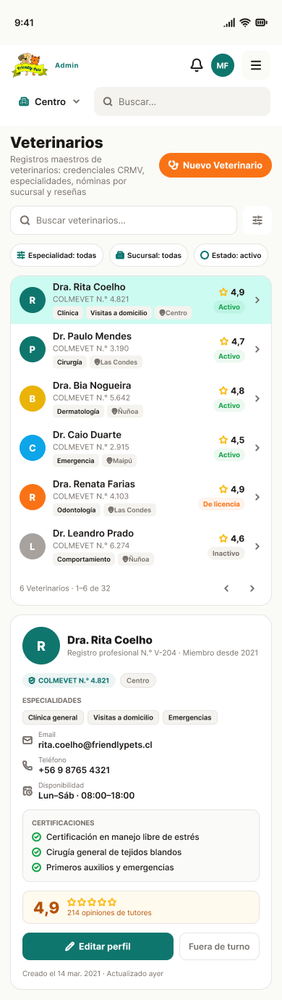 9:41
Friendly-Pets
Admin
MF
Centro
Buscar...
Veterinarios
Registros maestros de
veterinarios: credenciales CRMV,
especialidades, nóminas por
sucursal y reseñas
Nuevo Veterinario
Buscar veterinarios...
Especialidad: todas
Sucursal: todas
Estado: activo
R
Dra. Rita Coelho
COLMEVET N.° 4.821
Clínica
Visitas a domicilio
Centro
4,9
Activo
P
Dr. Paulo Mendes
COLMEVET N.° 3.190
Cirurgía
Las Condes
4,7
Activo
B
Dra. Bia Nogueira
COLMEVET N.° 5.642
Dermatología
Ñuñoa
4,8
Activo
C
Dr. Caio Duarte
COLMEVET N.° 2.915
Emergencia
Maipú
4,5
Activo
R
Dra. Renata Farias
COLMEVET N.° 4.103
Odontología
Las Condes
4,9
De licencia
L
Dr. Leandro Prado
COLMEVET N.° 6.274
Comportamiento
Ñuñoa
4,6
Inactivo
6 Veterinarios · 1–6 de 32
R
Dra. Rita Coelho
Registro profesional N.° V-204 · Miembro desde 2021
COLMEVET N.° 4.821
Centro
ESPECIALIDADES
Clínica general
Visitas a domicilio
Emergencias
Email
rita.coelho@friendlypets.cl
Teléfono
+56 9 8765 4321
Disponibilidad
Lun–Sáb · 08:00–18:00
CERTIFICACIONES
Certificación en manejo libre de estrés
Cirugía general de tejidos blandos
Primeros auxilios y emergencias
4,9
214 opiniones de tutores
Editar perfil
Fuera de turno
Creado el 14 mar. 2021 · Actualizado ayer